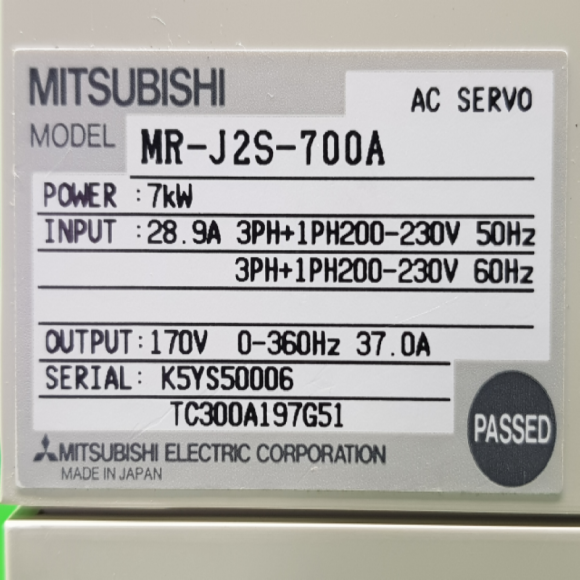 MITSUBISHI
AC SERVO
MODEL MR-J2S-700A
POWER : 7kW
INPUT : 28.9A 3PH+1PH200-230V 50Hz
3PH+1PH200-230V 60Hz
OUTPUT: 170V 0-360Hz 37.0A
SERIAL: K5YS50006
TC300A197G51
PASSED
MITSUBISHI ELECTRIC CORPORATION
MADE IN JAPAN